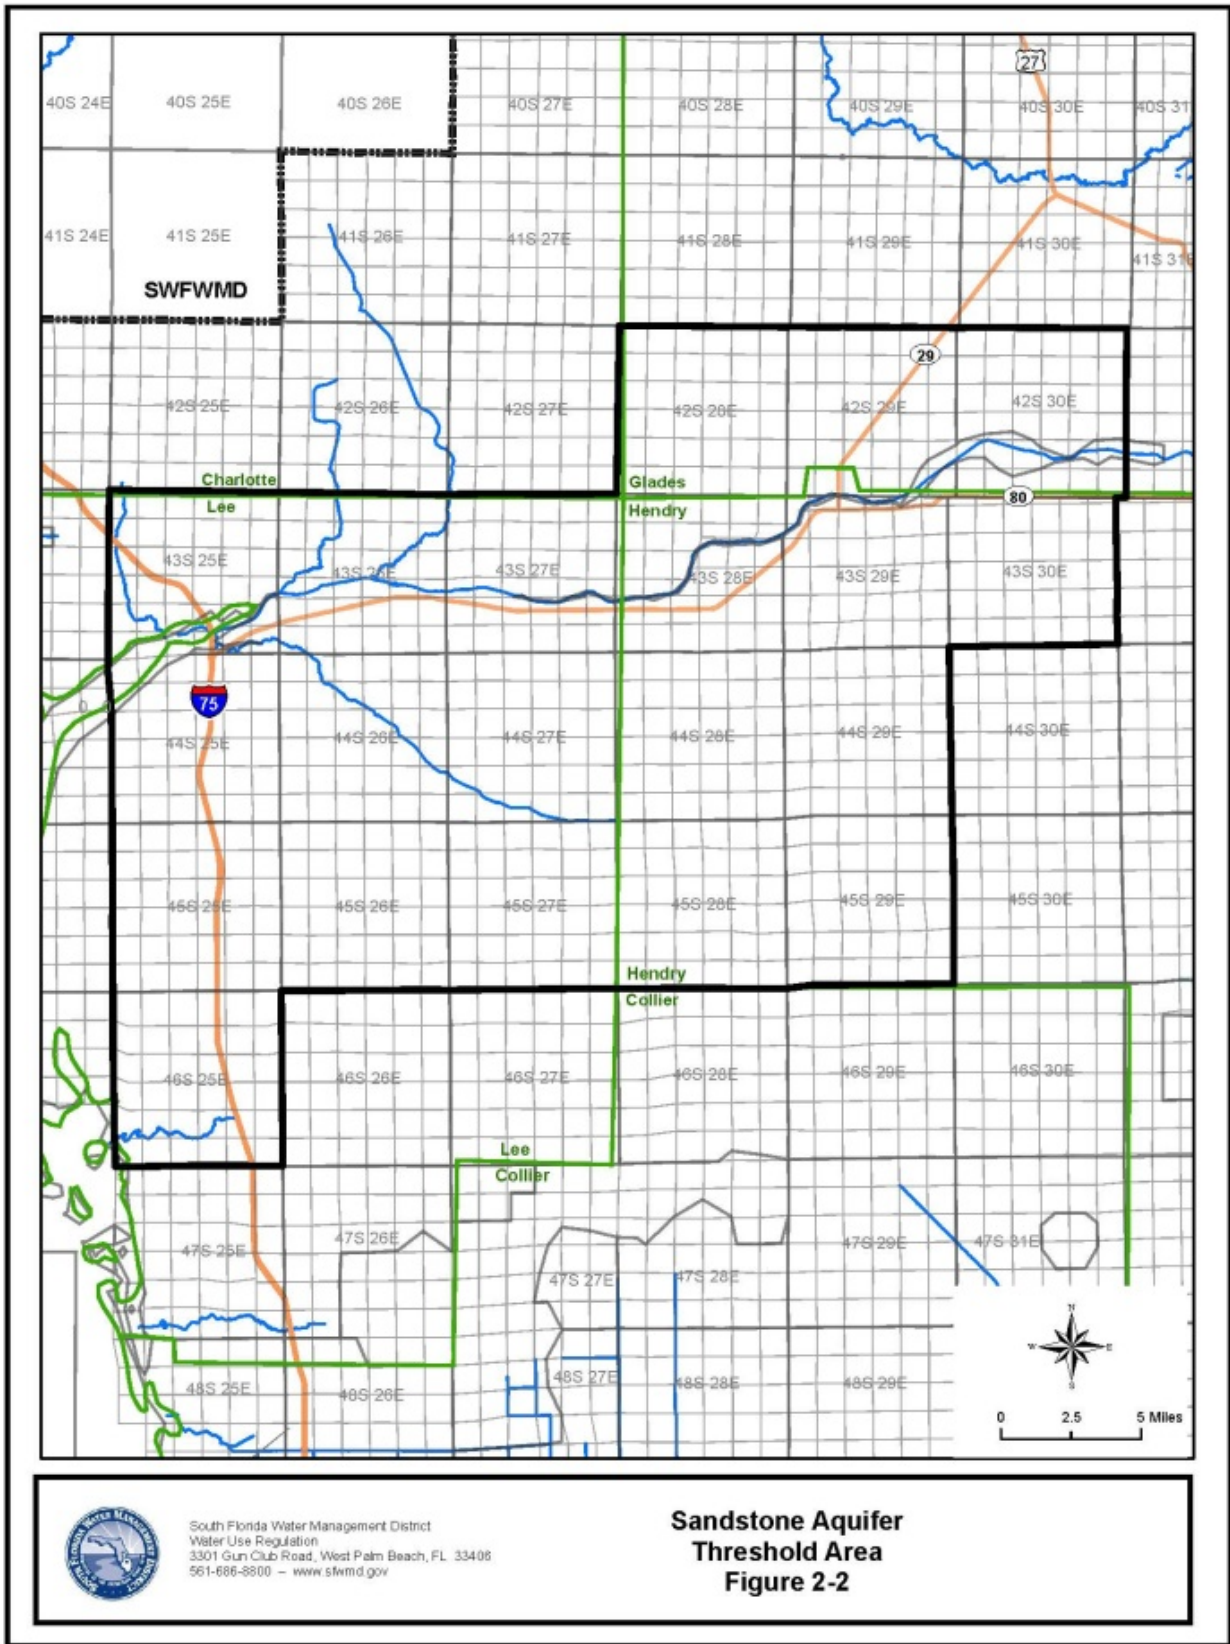 27
40S 24E
40S 25E
40S 26E
40S 27E
40S 28E
40S 29E
40S 30E
40S 31
41S 24E
41S 25E
41S 26E
41S 27E
41S 28E
41S 29E
41S 30E
41S 31E
SWFWMD
29
42S 25E
42S 26E
42S 27E
42S 28E
42S 29E
42S 30E
Charlotte
Lee
Glades
Hendry
80
43S 25E
43S 26E
43S 27E
43S 28E
43S 29E
43S 30E
75
44S 25E
44S 26E
44S 27E
44S 28E
44S 29E
44S 30E
45S 25E
45S 26E
45S 27E
45S 28E
45S 29E
45S 30E
Hendry
Collier
46S 25E
46S 26E
46S 27E
46S 28E
46S 29E
46S 30E
Lee
Collier
47S 25E
47S 26E
47S 27E
47S 28E
47S 29E
47S 31E
48S 25E
48S 26E
48S 27E
48S 28E
48S 29E
N
W
E
S
0 2.5 5 Miles
SOUTH FLORIDA WATER MANAGEMENT DISTRICT
South Florida Water Management District
Water Use Regulation
3301 Gun Club Road, West Palm Beach, FL 33406
561-686-8800 – www.sfwmd.gov
Sandstone Aquifer
Threshold Area
Figure 2-2